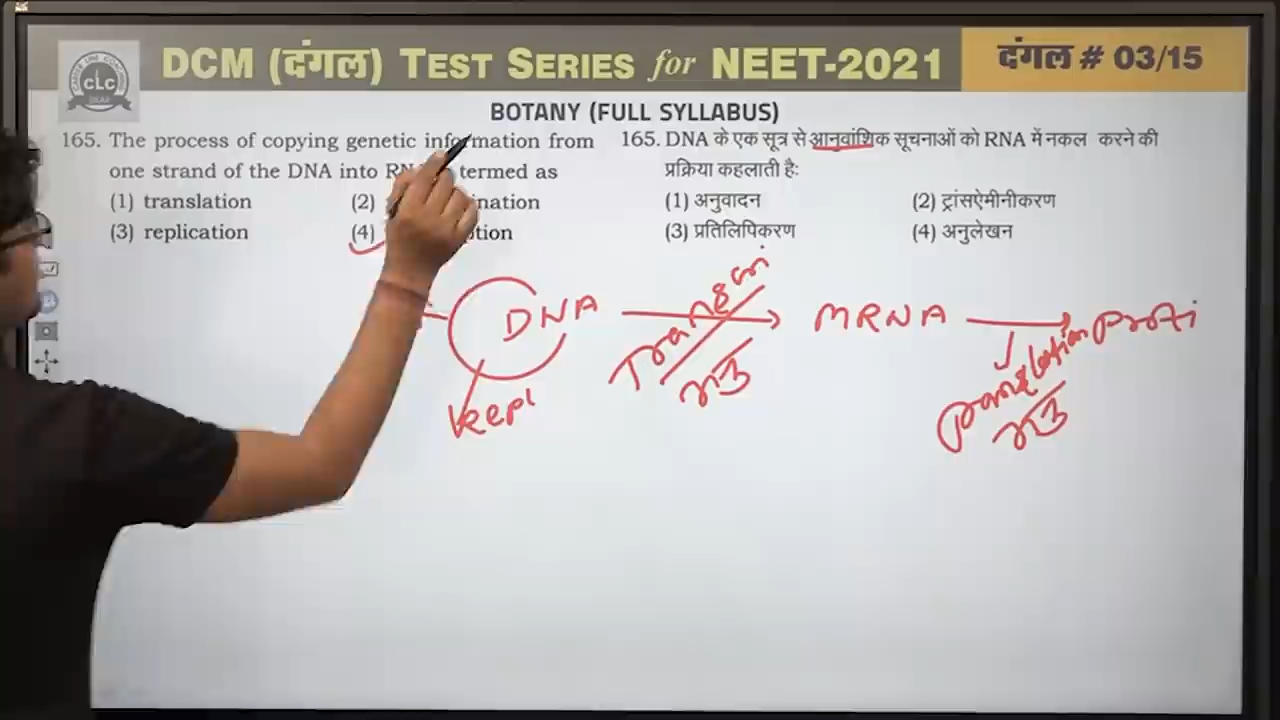 DCM (दंगल) TEST SERIES for NEET-2021
दंगल # 03/15
CLC
BOTANY (FULL SYLLABUS)
165. The process of copying genetic information from
one strand of the DNA into termed as
(1) translation (2)
(3) replication (4)
165. DNA के एक सूत्र से आनुवांशिक सूचनाओं को RNA में नकल करने की
प्रक्रिया कहलाती है:
(1) अनुवादन (2) ट्रांसऐमीनीकरण
(3) प्रतिलिपिकरण (4) अनुलेखन
DNA
MRNA
Repl